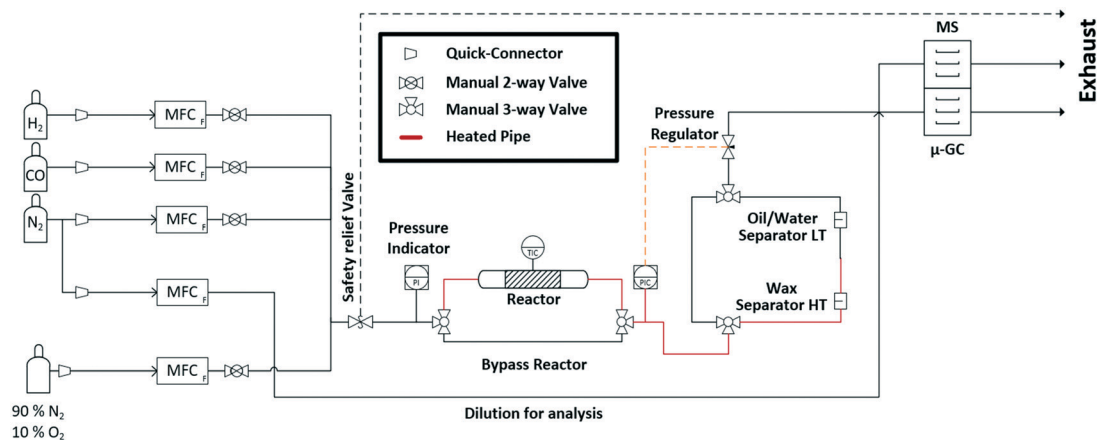 MS
Exhaust
Quick-Connector
Manual 2-way Valve
Manual 3-way Valve
Heated Pipe
H₂
MFC
F
Pressure
Regulator
μ-GC
CO
MFC
F
N₂
MFC
F
Safety relief Valve
Pressure
Indicator
PI
TIC
Reactor
PIC
Oil/Water
Separator LT
Wax
Separator HT
MFC
F
Bypass Reactor
MFC
F
90 % N₂
10 % O₂
Dilution for analysis